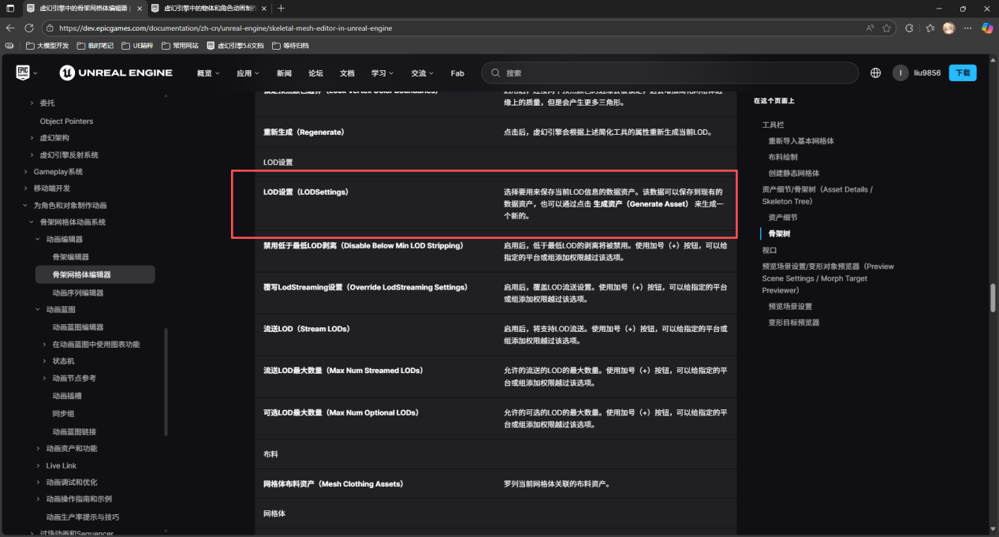 虚幻引擎中的骨架网格体编辑器 |
虚幻引擎中的物体和角色动画制作
https://dev.epicgames.com/documentation/zh-cn/unreal-engine/skeletal-mesh-editor-in-unreal-engine
大模型开发
临时笔记
UE精粹
常用网站
虚幻引擎5.6文档
等待归档
EPIC GAMES
UNREAL ENGINE
概览
应用
新闻
论坛
文档
学习
交流
Fab
搜索
I
liu9856
下载
委托
Object Pointers
虚幻架构
虚幻引擎反射系统
Gameplay系统
移动端开发
为角色和对象制作动画
骨架网格体动画系统
动画编辑器
骨架编辑器
骨架网格体编辑器
动画序列编辑器
动画蓝图
动画蓝图编辑器
在动画蓝图中使用图表功能
状态机
动画节点参考
动画插槽
同步组
动画蓝图链接
动画资产和功能
Live Link
动画调试和优化
动画操作指南和示例
动画生产率提示与技巧
过场动画和Sequencer
锁定顶点颜色边界（Lock Vertex Color Boundaries）
缘上的质量，但是会产生更多三角形。
重新生成（Regenerate）
点击后，虚幻引擎会根据上述简化工具的属性重新生成当前LOD。
LOD设置
LOD设置（LODSettings）
选择要用来保存当前LOD信息的数据资产。该数据可以保存到现有的
数据资产，也可以通过点击 生成资产（Generate Asset） 来生成一
个新的。
禁用低于最低LOD剥离（Disable Below Min LOD Stripping）
启用后，低于最低LOD的剥离将被禁用。使用加号（+）按钮，可以给
指定的平台或组添加权限越过该选项。
覆写LodStreaming设置（Override LodStreaming Settings）
启用后，覆盖LOD流送设置。使用加号（+）按钮，可以给指定的平台
或组添加权限越过该选项。
流送LOD（Stream LODs）
启用后，将支持LOD流送。使用加号（+）按钮，可以给指定的平台或
组添加权限越过该选项。
流送LOD最大数量（Max Num Streamed LODs）
允许的流送的LOD的最大数量。使用加号（+）按钮，可以给指定的平
台或组添加权限越过该选项。
可选LOD最大数量（Max Num Optional LODs）
允许的可选的LOD的最大数量。使用加号（+）按钮，可以给指定的平
台或组添加权限越过该选项。
布料
网格体布料资产（Mesh Clothing Assets）
罗列当前网格体关联的布料资产。
网格体
在这个页面上
工具栏
重新导入基本网格体
布料绘制
创建静态网格体
资产细节/骨架树（Asset Details /
Skeleton Tree）
资产细节
骨架树
视口
预览场景设置/变形对象预览器（Preview
Scene Settings / Morph Target
Previewer）
预览场景设置
变形目标预览器